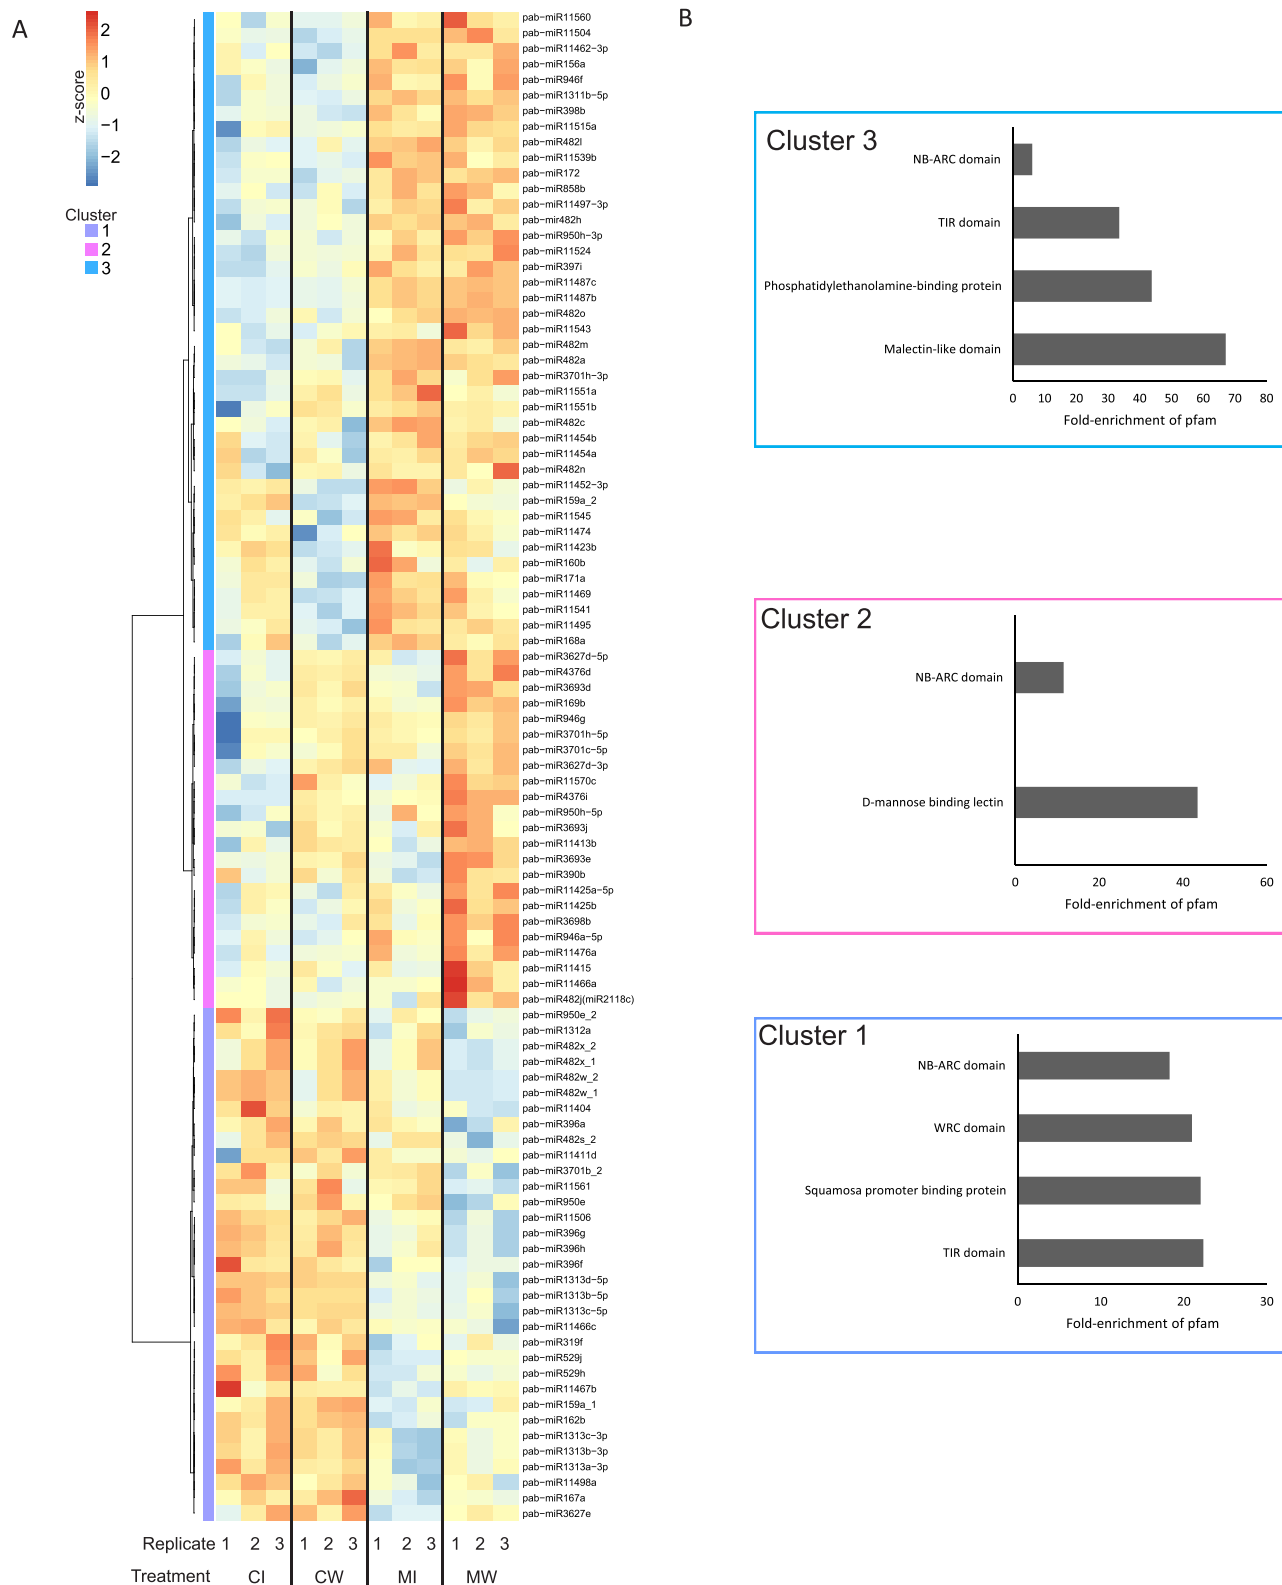 A
B
z-score
2
1
0
−1
−2
Cluster
1
2
3
pab−miR11560
pab−miR11504
pab−miR11462−3p
pab−miR156a
pab−miR946f
pab−miR1311b−5p
pab−miR398b
pab−miR11515a
pab−miR482l
pab−miR11539b
pab−miR172
pab−miR858b
pab−miR11497−3p
pab−mir482h
pab−miR950h−3p
pab−miR11524
pab−miR397i
pab−miR11487c
pab−miR11487b
pab−miR482o
pab−miR11543
pab−miR482m
pab−miR482a
pab−miR3701h−3p
pab−miR11551a
pab−miR11551b
pab−miR482c
pab−miR11454b
pab−miR11454a
pab−miR482n
pab−miR11452−3p
pab−miR159a_2
pab−miR11545
pab−miR11474
pab−miR11423b
pab−miR160b
pab−miR171a
pab−miR11469
pab−miR11541
pab−miR11495
pab−miR168a
pab−miR3627d−5p
pab−miR4376d
pab−miR3693d
pab−miR169b
pab−miR946g
pab−miR3701h−5p
pab−miR3701c−5p
pab−miR3627d−3p
pab−miR11570c
pab−miR4376i
pab−miR950h−5p
pab−miR3693j
pab−miR11413b
pab−miR3693e
pab−miR390b
pab−miR11425a−5p
pab−miR11425b
pab−miR3698b
pab−miR946a−5p
pab−miR11476a
pab−miR11415
pab−miR11466a
pab−miR482j(miR2118c)
pab−miR950e_2
pab−miR1312a
pab−miR482x_2
pab−miR482x_1
pab−miR482w_2
pab−miR482w_1
pab−miR11404
pab−miR396a
pab−miR482s_2
pab−miR11411d
pab−miR3701b_2
pab−miR11561
pab−miR950e
pab−miR11506
pab−miR396g
pab−miR396h
pab−miR396f
pab−miR1313d−5p
pab−miR1313b−5p
pab−miR1313c−5p
pab−miR11466c
pab−miR319f
pab−miR529j
pab−miR529h
pab−miR11467b
pab−miR159a_1
pab−miR162b
pab−miR1313c−3p
pab−miR1313b−3p
pab−miR1313a−3p
pab−miR11498a
pab−miR167a
pab−miR3627e
Replicate 1 2 3 1 2 3 1 2 3 1 2 3
Treatment CI CW MI MW
Cluster 3
NB-ARC domain
TIR domain
Phosphatidylethanolamine-binding protein
Malectin-like domain
0 10 20 30 40 50 60 70 80
Fold-enrichment of pfam
Cluster 2
NB-ARC domain
D-mannose binding lectin
0 20 40 60
Fold-enrichment of pfam
Cluster 1
NB-ARC domain
WRC domain
Squamosa promoter binding protein
TIR domain
0 10 20 30
Fold-enrichment of pfam